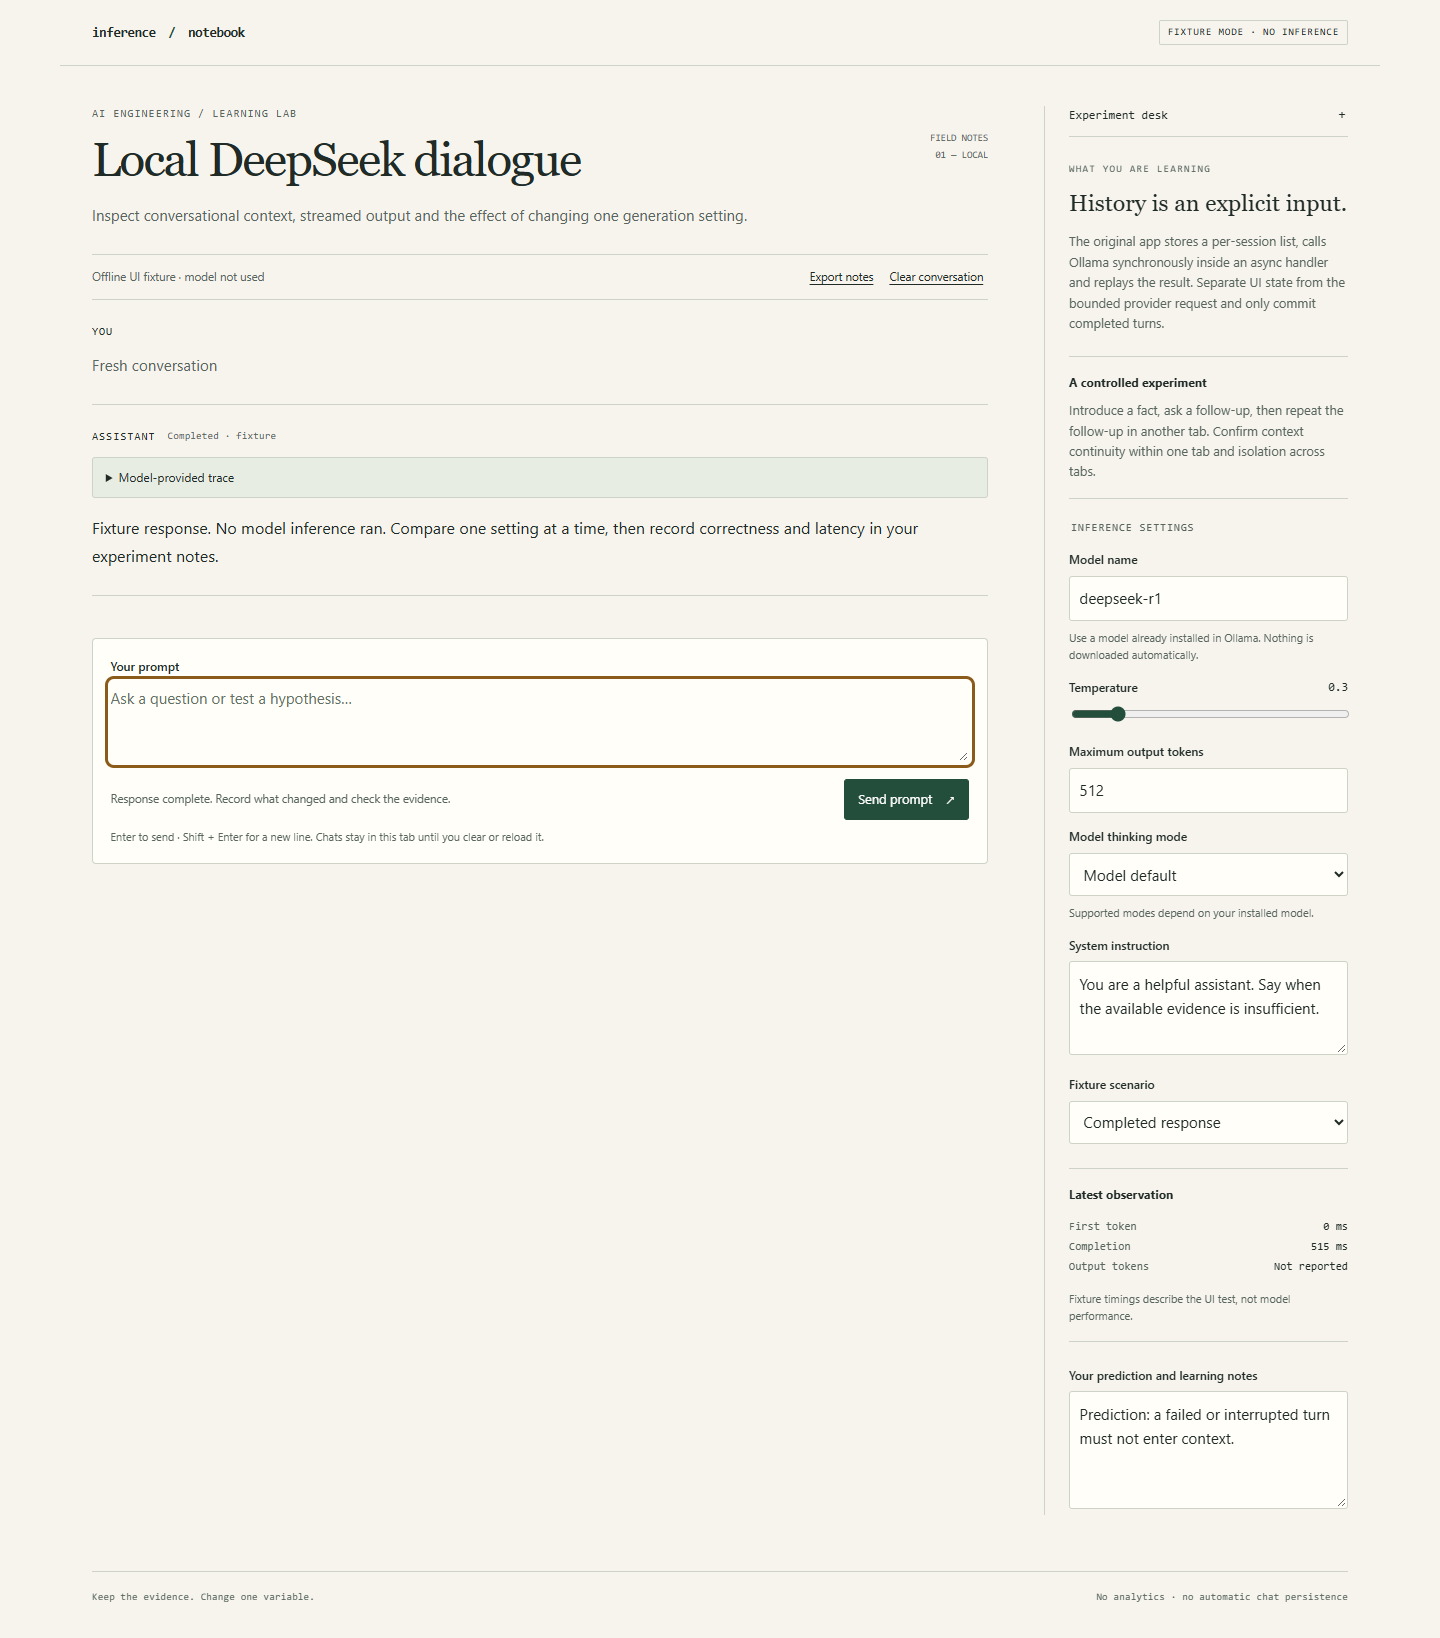 inference / notebook
FIXTURE MODE · NO INFERENCE
AI ENGINEERING / LEARNING LAB
Local DeepSeek dialogue
FIELD NOTES
01 — LOCAL
Inspect conversational context, streamed output and the effect of changing one generation setting.
Offline UI fixture · model not used
Export notes
Clear conversation
YOU
Fresh conversation
ASSISTANT
Completed · fixture
▶ Model-provided trace
Fixture response. No model inference ran. Compare one setting at a time, then record correctness and latency in your
experiment notes.
Your prompt
Ask a question or test a hypothesis...
Response complete. Record what changed and check the evidence.
Send prompt ↗
Enter to send · Shift + Enter for a new line. Chats stay in this tab until you clear or reload it.
Experiment desk +
WHAT YOU ARE LEARNING
History is an explicit input.
The original app stores a per-session list, calls
Ollama synchronously inside an async handler
and replays the result. Separate UI state from the
bounded provider request and only commit
completed turns.
A controlled experiment
Introduce a fact, ask a follow-up, then repeat the
follow-up in another tab. Confirm context
continuity within one tab and isolation across
tabs.
INFERENCE SETTINGS
Model name
deepseek-r1
Use a model already installed in Ollama. Nothing is
downloaded automatically.
Temperature 0.3
Maximum output tokens
512
Model thinking mode
Model default
Supported modes depend on your installed model.
System instruction
You are a helpful assistant. Say when
the available evidence is insufficient.
Fixture scenario
Completed response
Latest observation
First token 0 ms
Completion 515 ms
Output tokens Not reported
Fixture timings describe the UI test, not model
performance.
Your prediction and learning notes
Prediction: a failed or interrupted turn
must not enter context.
Keep the evidence. Change one variable.
No analytics · no automatic chat persistence